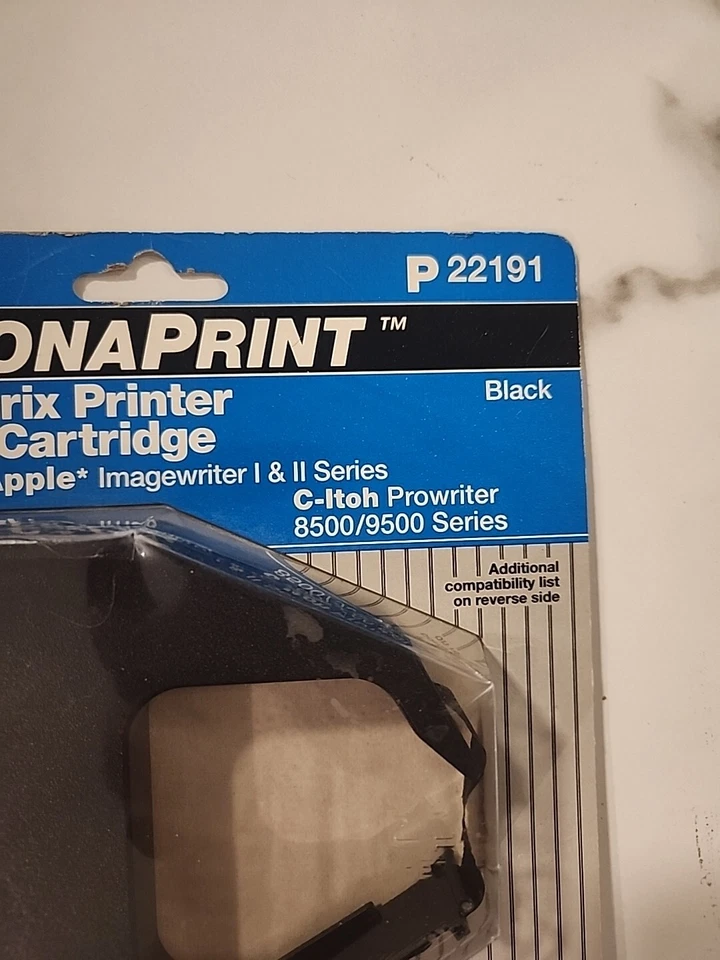 P 22191
ONAPRINT ™
rix Printer
Cartridge
Black
Apple* Imagewriter I & II Series
C-Itoh Prowriter
8500/9500 Series
Additional
compatibility list
on reverse side